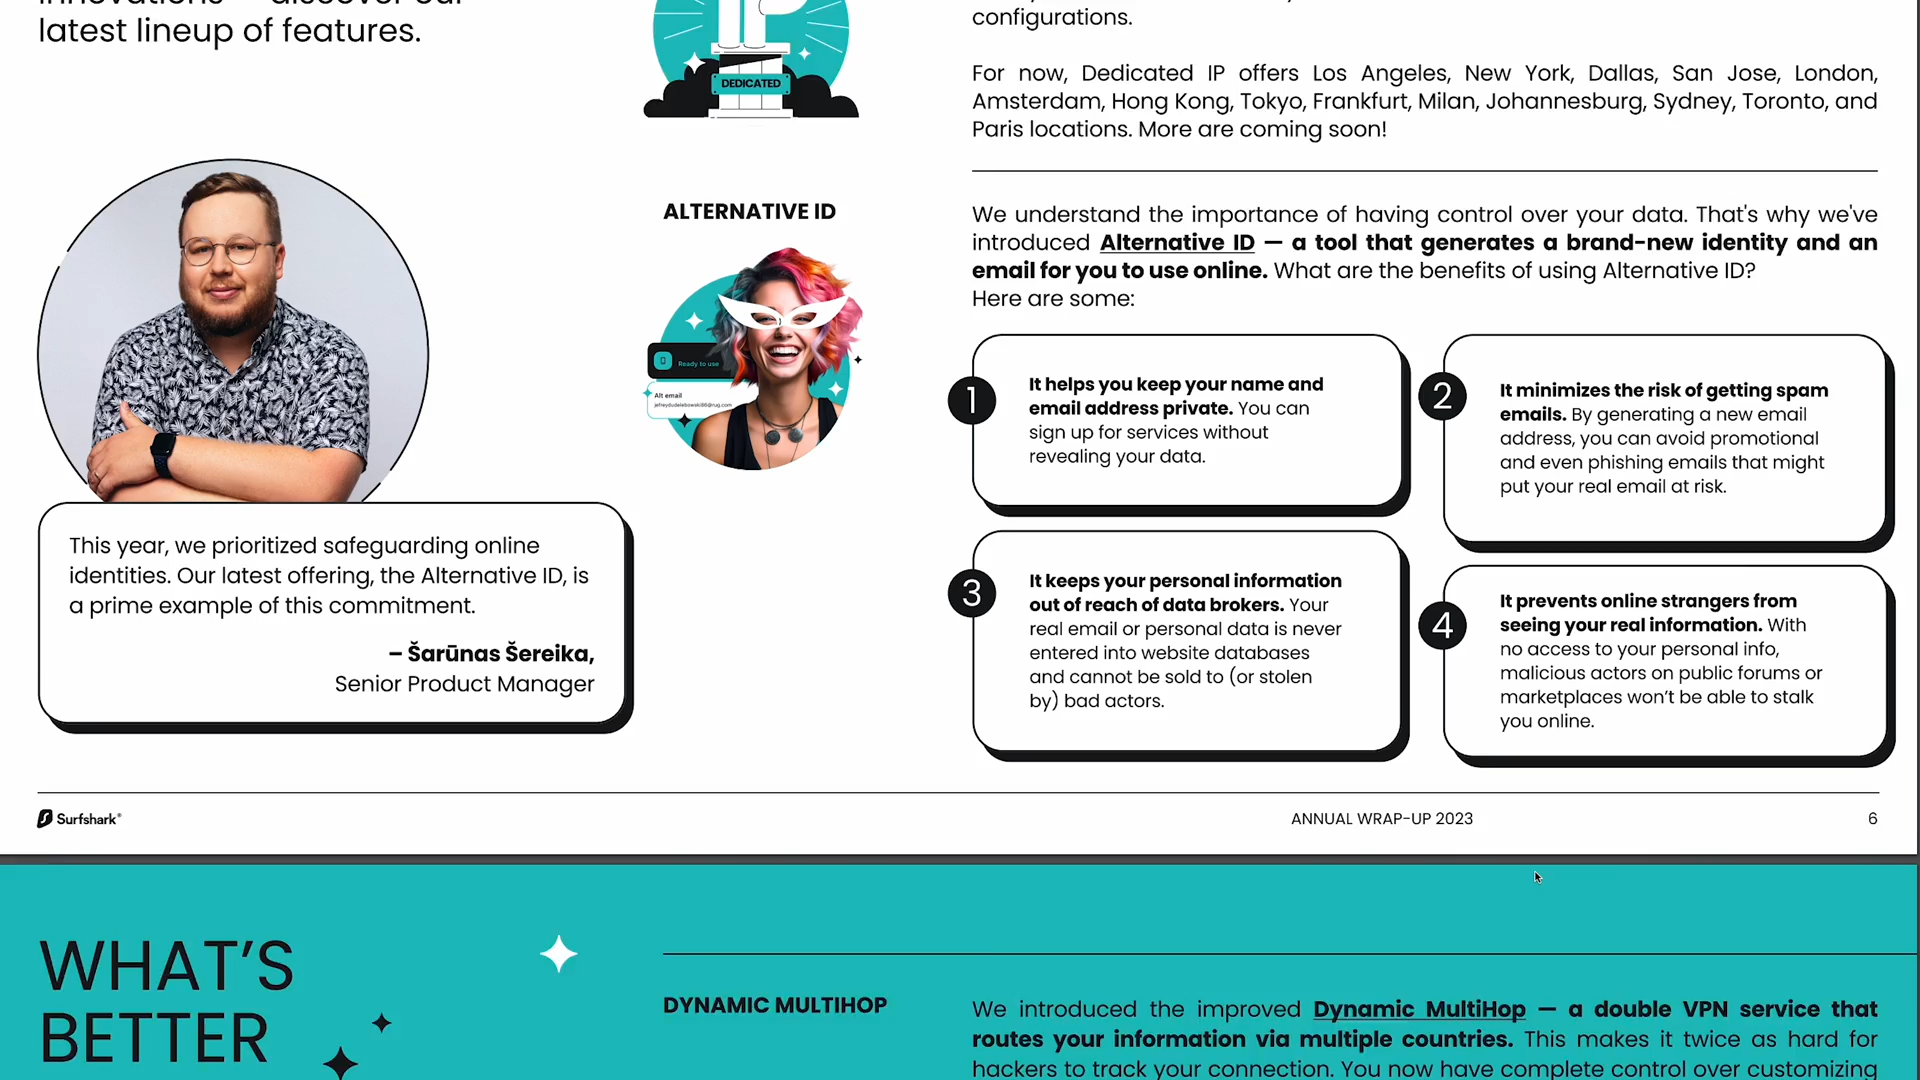 innovations — discover our
latest lineup of features.
DEDICATED
configurations.
For now, Dedicated IP offers Los Angeles, New York, Dallas, San Jose, London,
Amsterdam, Hong Kong, Tokyo, Frankfurt, Milan, Johannesburg, Sydney, Toronto, and
Paris locations. More are coming soon!
This year, we prioritized safeguarding online
identities. Our latest offering, the Alternative ID, is
a prime example of this commitment.
– Šarūnas Šereika,
Senior Product Manager
ALTERNATIVE ID
Ready to use
Alt email
We understand the importance of having control over your data. That's why we've
introduced Alternative ID — a tool that generates a brand-new identity and an
email for you to use online. What are the benefits of using Alternative ID?
Here are some:
1
It helps you keep your name and
email address private. You can
sign up for services without
revealing your data.
2
It minimizes the risk of getting spam
emails. By generating a new email
address, you can avoid promotional
and even phishing emails that might
put your real email at risk.
3
It keeps your personal information
out of reach of data brokers. Your
real email or personal data is never
entered into website databases
and cannot be sold to (or stolen
by) bad actors.
4
It prevents online strangers from
seeing your real information. With
no access to your personal info,
malicious actors on public forums or
marketplaces won’t be able to stalk
you online.
Surfshark®
ANNUAL WRAP-UP 2023
6
WHAT’S
BETTER
DYNAMIC MULTIHOP
We introduced the improved Dynamic MultiHop — a double VPN service that
routes your information via multiple countries. This makes it twice as hard for
hackers to track your connection. You now have complete control over customizing